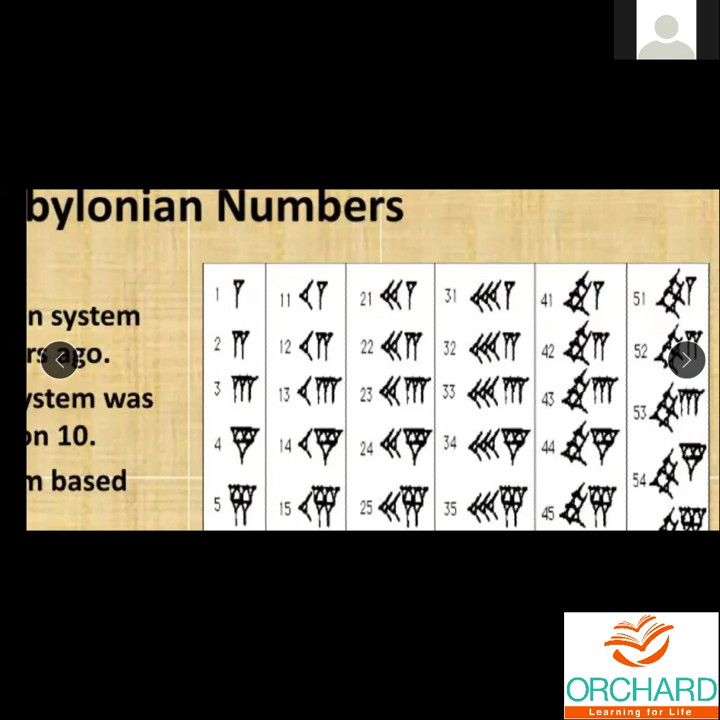 bylonian Numbers
n system
rs ago.
ystem was
on 10.
m based
1 11 21 31 41 51
2 12 22 32 42 52
3 13 23 33 43 53
4 14 24 34 44 54
5 15 25 35 45
ORCHARD
Learning for Life